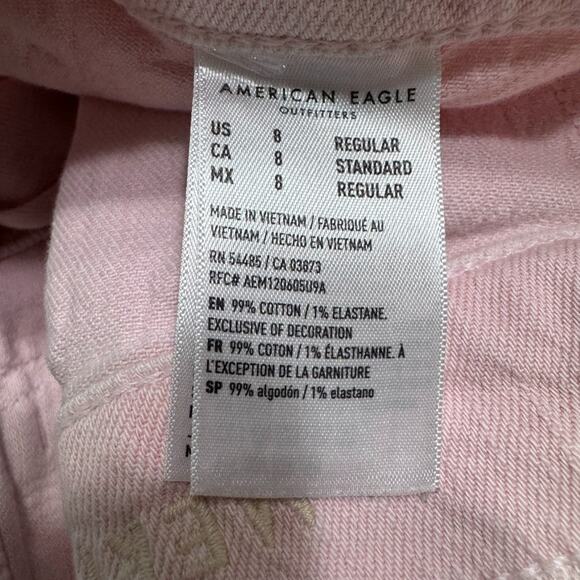 AMERICAN EAGLE
OUTFITTERS
US 8 REGULAR
CA 8 STANDARD
MX 8 REGULAR
MADE IN VIETNAM / FABRIQUÉ AU
VIETNAM / HECHO EN VIETNAM
RN 54485 / CA 03673
RFC# AEM120605U9A
EN 99% COTTON / 1% ELASTANE.
EXCLUSIVE OF DECORATION
FR 99% COTON / 1% ÉLASTHANNE. À
L'EXCEPTION DE LA GARNITURE
SP 99% algodón / 1% elastano